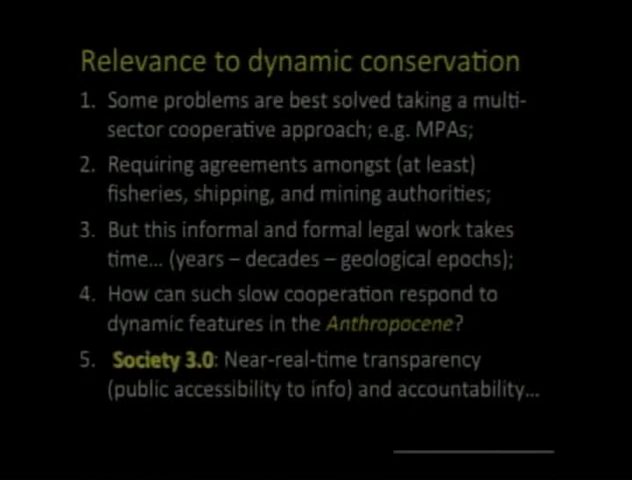 Relevance to dynamic conservation
1. Some problems are best solved taking a multi-
sector cooperative approach; e.g. MPAs;
2. Requiring agreements amongst (at least)
fisheries, shipping, and mining authorities;
3. But this informal and formal legal work takes
time... (years – decades – geological epochs);
4. How can such slow cooperation respond to
dynamic features in the Anthropocene?
5. Society 3.0: Near-real-time transparency
(public accessibility to info) and accountability...